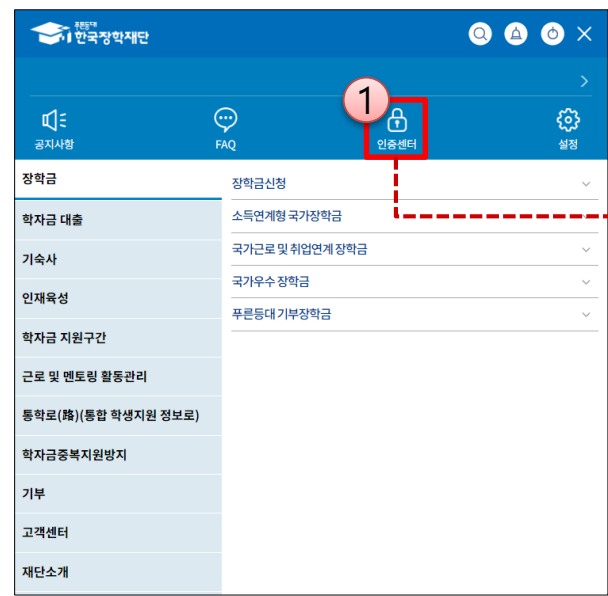 푸른등대
한국장학재단
1
공지사항
FAQ
인증센터
설정
장학금
학자금 대출
기숙사
인재육성
학자금 지원구간
근로 및 멘토링 활동관리
통학로(路)(통합 학생지원 정보로)
학자금중복지원방지
기부
고객센터
재단소개
장학금신청
소득연계형 국가장학금
국가근로 및 취업연계 장학금
국가우수 장학금
푸른등대 기부장학금